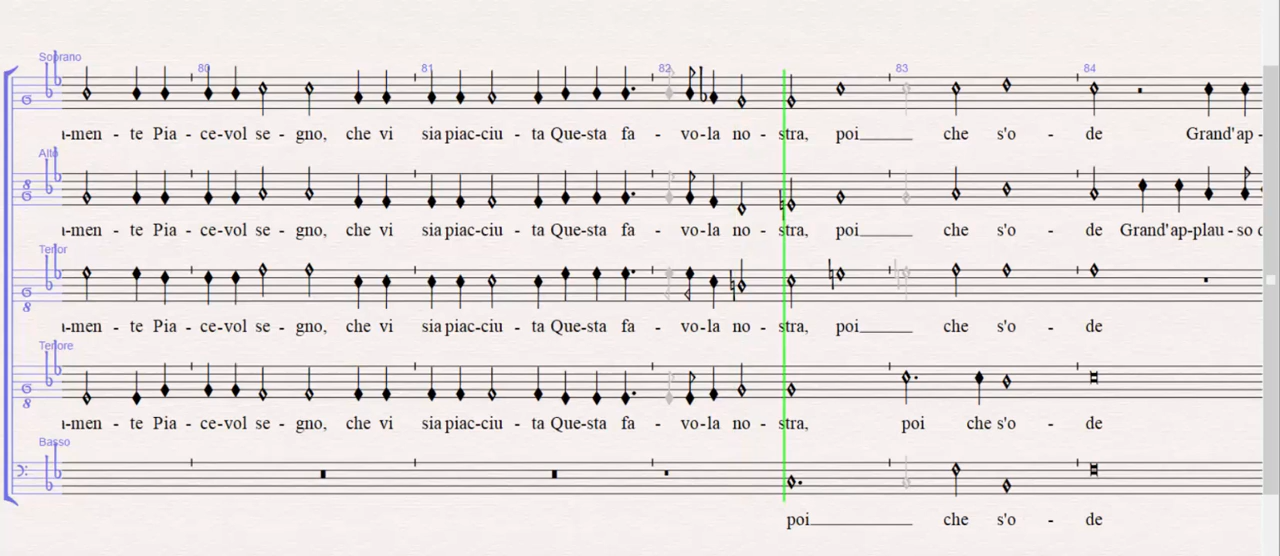 Soprano
80 81 82 83 84
-men - te Pia - ce-vol se - gno, che vi sia piac-ciu - ta Que-sta fa - vo-la no - stra, poi____ che s'o - de Grand'ap -
Alto
-men - te Pia - ce-vol se - gno, che vi sia piac-ciu - ta Que-sta fa - vo-la no - stra, poi____ che s'o - de Grand'ap-plau - so
Tenor
-men - te Pia - ce-vol se - gno, che vi sia piac-ciu - ta Que-sta fa - vo-la no - stra, poi____ che s'o - de
Tenore
-men - te Pia - ce-vol se - gno, che vi sia piac-ciu - ta Que-sta fa - vo-la no - stra, poi che s'o - de
Basso
poi____ che s'o - de